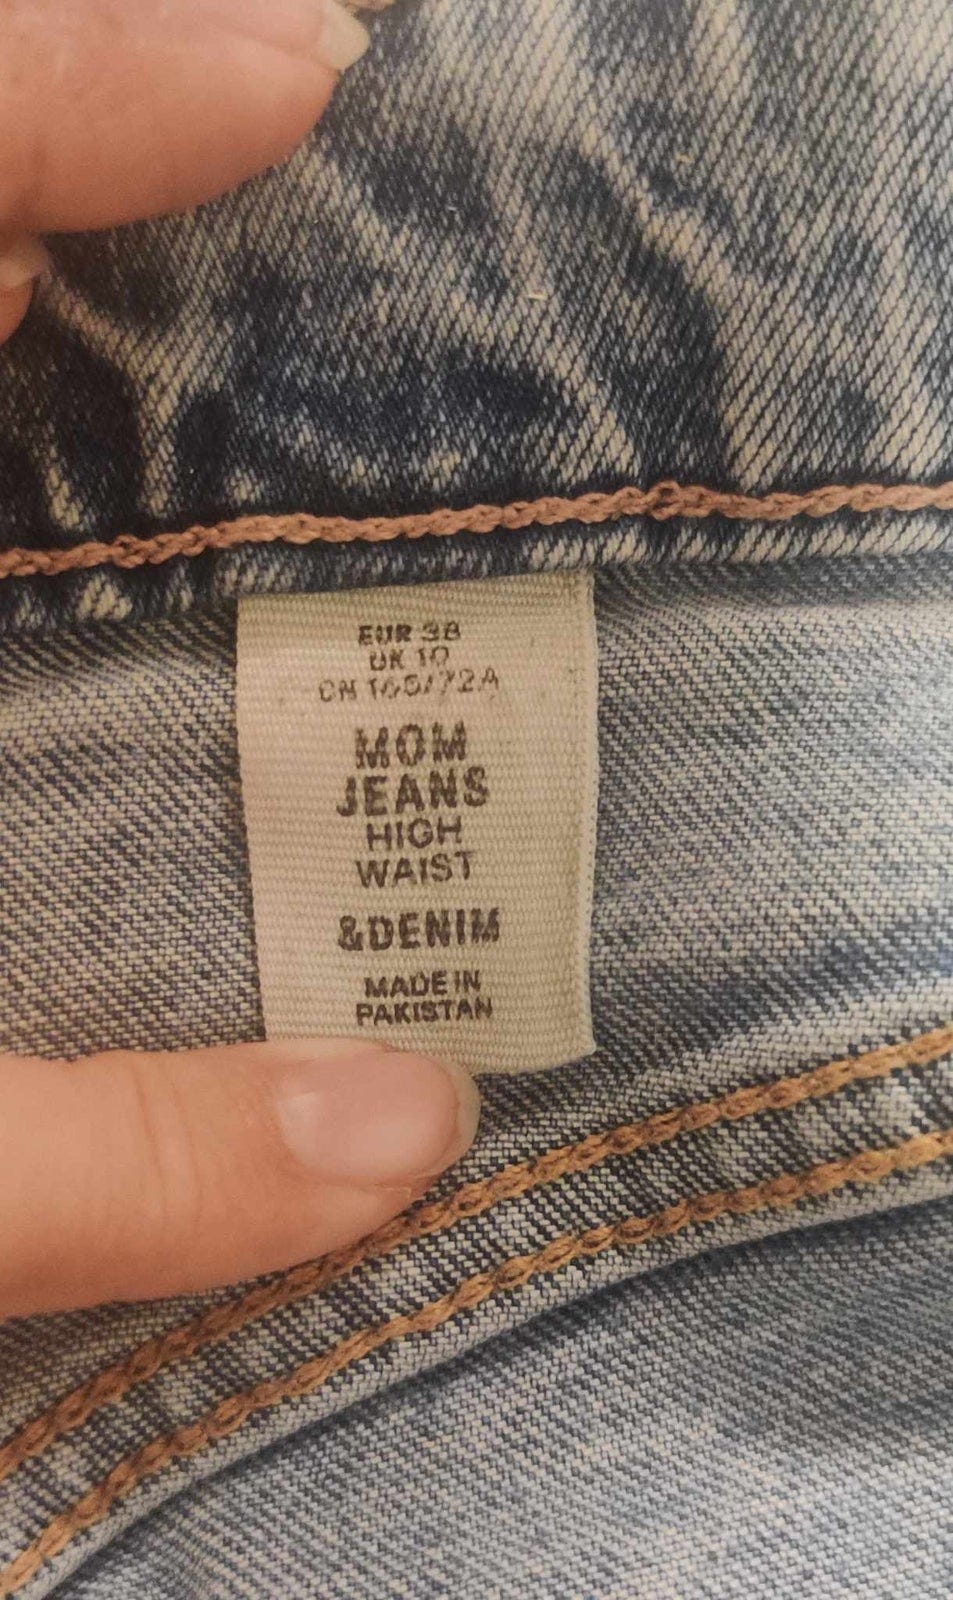 EUR 38
UK 10
CN 165/72A
MOM
JEANS
HIGH
WAIST
&DENIM
MADE IN
PAKISTAN